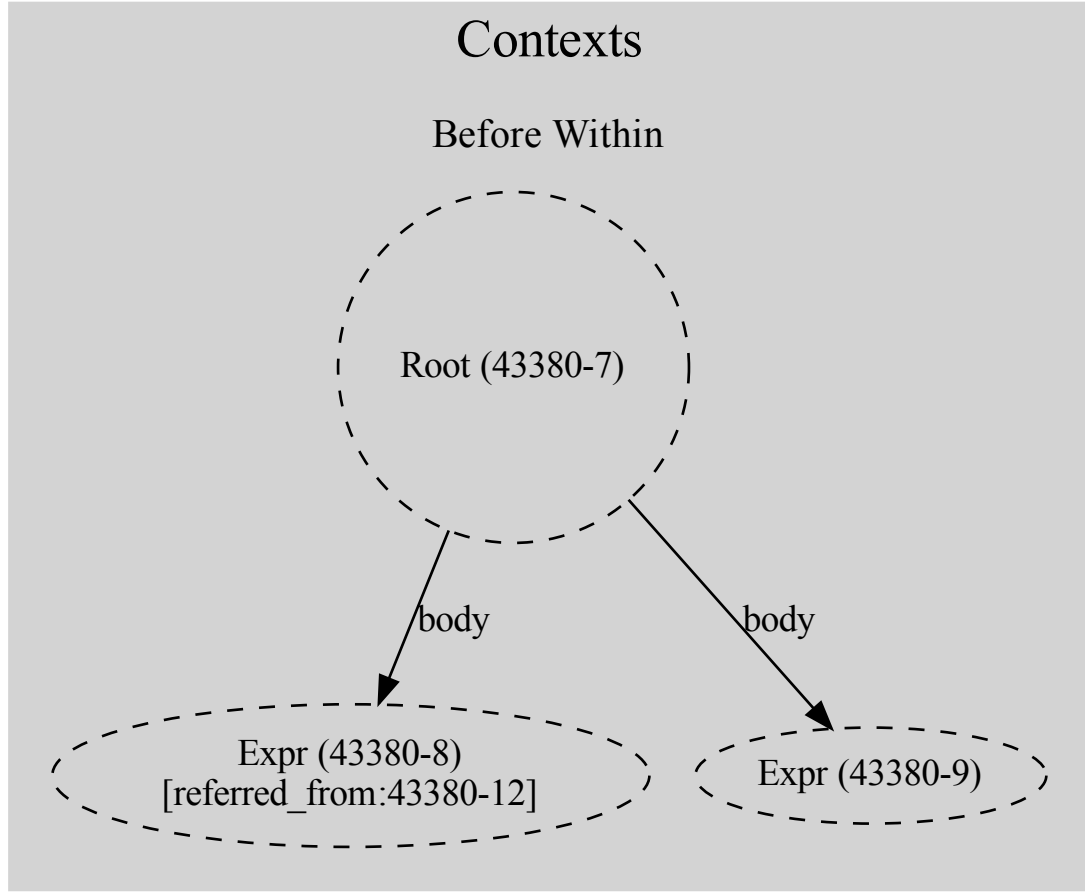 Contexts
Before Within
Root (43380-7)
body
body
Expr (43380-8)
[referred_from:43380-12]
Expr (43380-9)